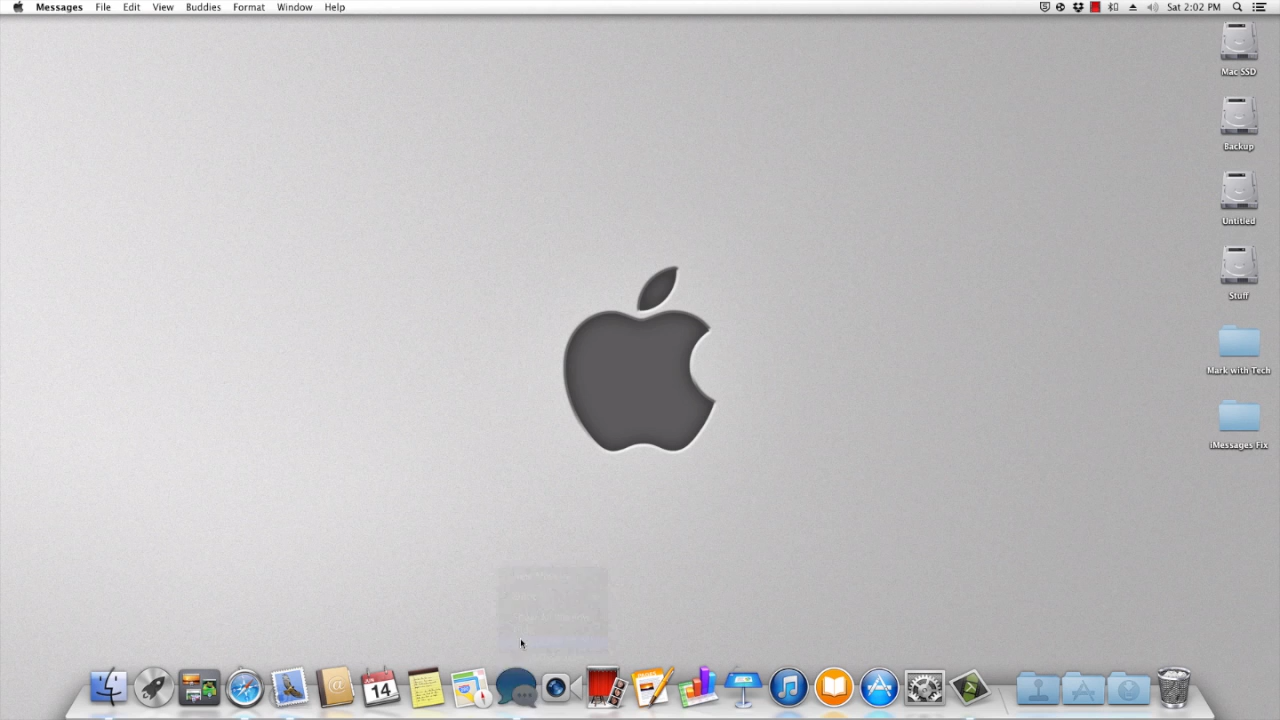 Messages File Edit View Buddies Format Window Help Sat 2:02 PM
Mac SSD
Backup
Untitled
Stuff
Mark with Tech
iMessages Fix
JUN
14